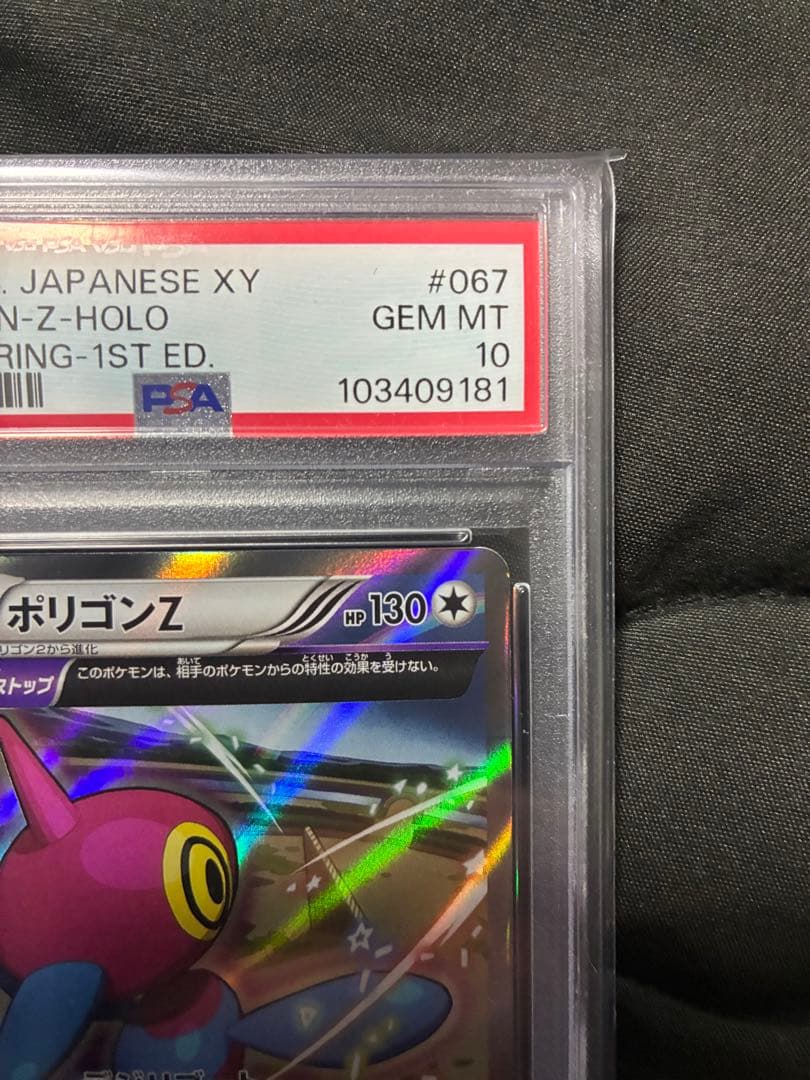 . JAPANESE XY #067
N-Z-HOLO GEM MT
RING-1ST ED. 10
PSA 103409181
ポリゴンZ HP130
リゴン2から進化
ストップ このポケモンは、相手のポケモンからの特性の効果を受けない。